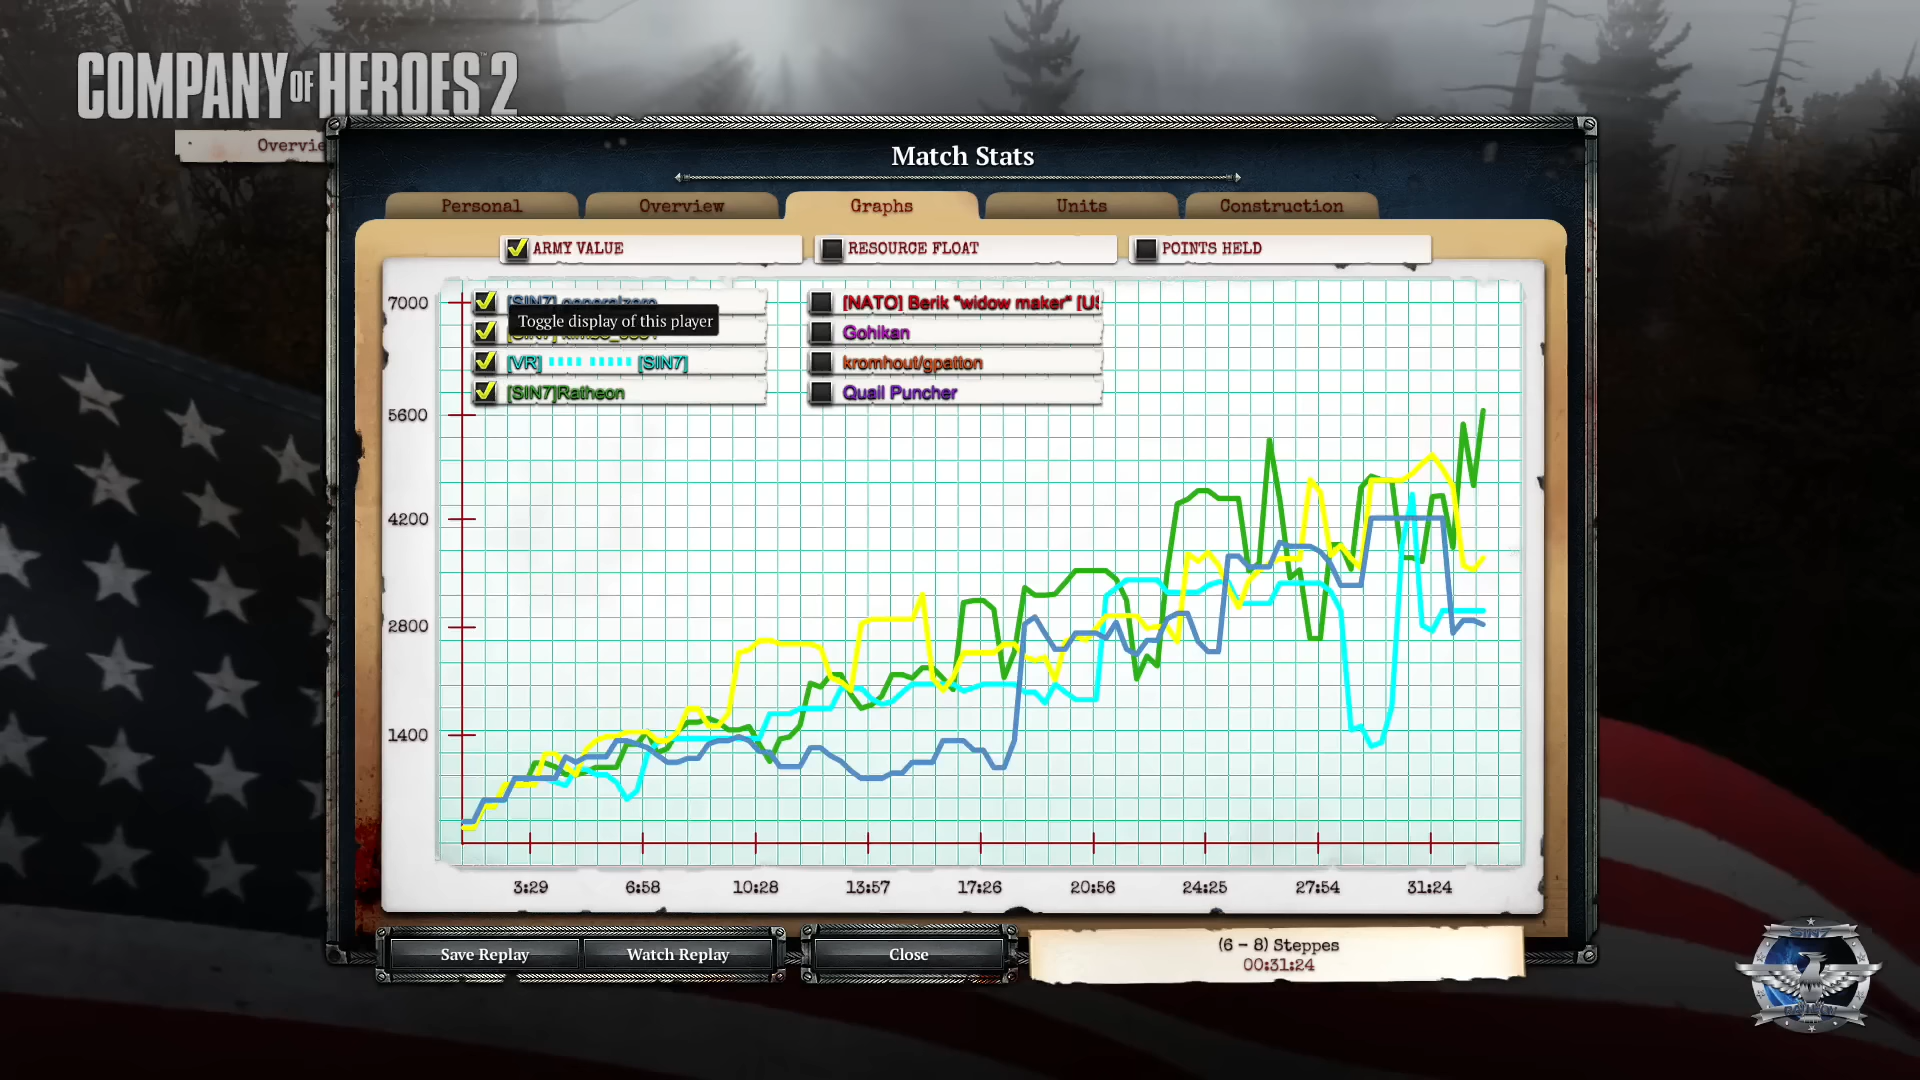 COMPANY OF HEROES 2
Overvie
Match Stats
Personal
Overview
Graphs
Units
Construction
ARMY VALUE
RESOURCE FLOAT
POINTS HELD
7000
5600
4200
2800
1400
[SIN7]
Toggle display of this player
[VR] [SIN7]
[SIN7]Ratheon
[NATO] Berik "widow maker" [US
Gohikan
kromhout/gpatton
Quail Puncher
3:29
6:58
10:28
13:57
17:26
20:56
24:25
27:54
31:24
Save Replay
Watch Replay
Close
(6 - 8) Steppes
00:31:24
SIN7